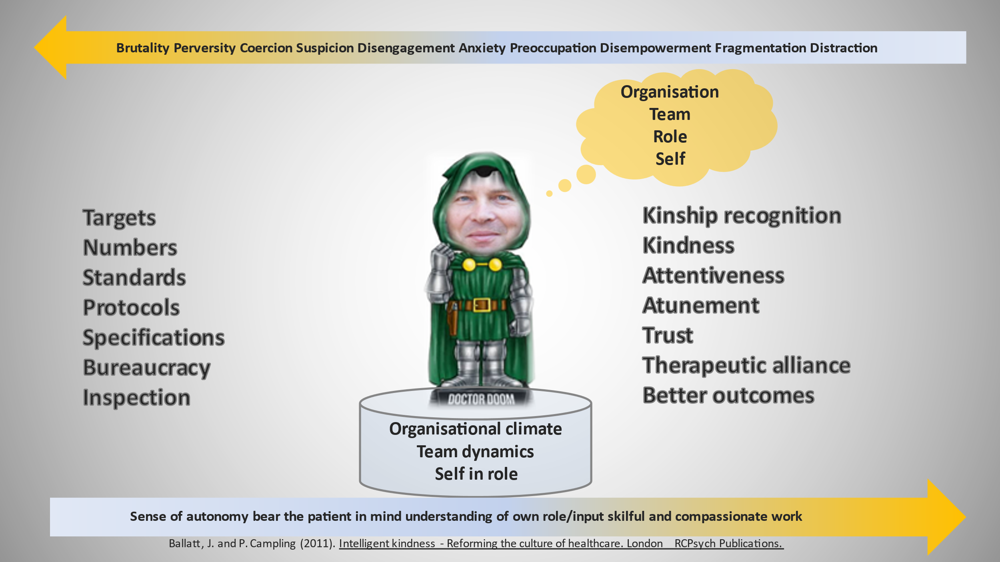 Brutality Perversity Coercion Suspicion Disengagement Anxiety Preoccupation Disempowerment Fragmentation Distraction
Organisation
Team
Role
Self
Targets
Numbers
Standards
Protocols
Specifications
Bureaucracy
Inspection
Kinship recognition
Kindness
Attentiveness
Atunement
Trust
Therapeutic alliance
Better outcomes
DOCTOR DOOM
Organisational climate
Team dynamics
Self in role
Sense of autonomy bear the patient in mind understanding of own role/input skilful and compassionate work
Ballatt, J. and P. Campling (2011). Intelligent kindness - Reforming the culture of healthcare. London RCPsych Publications.